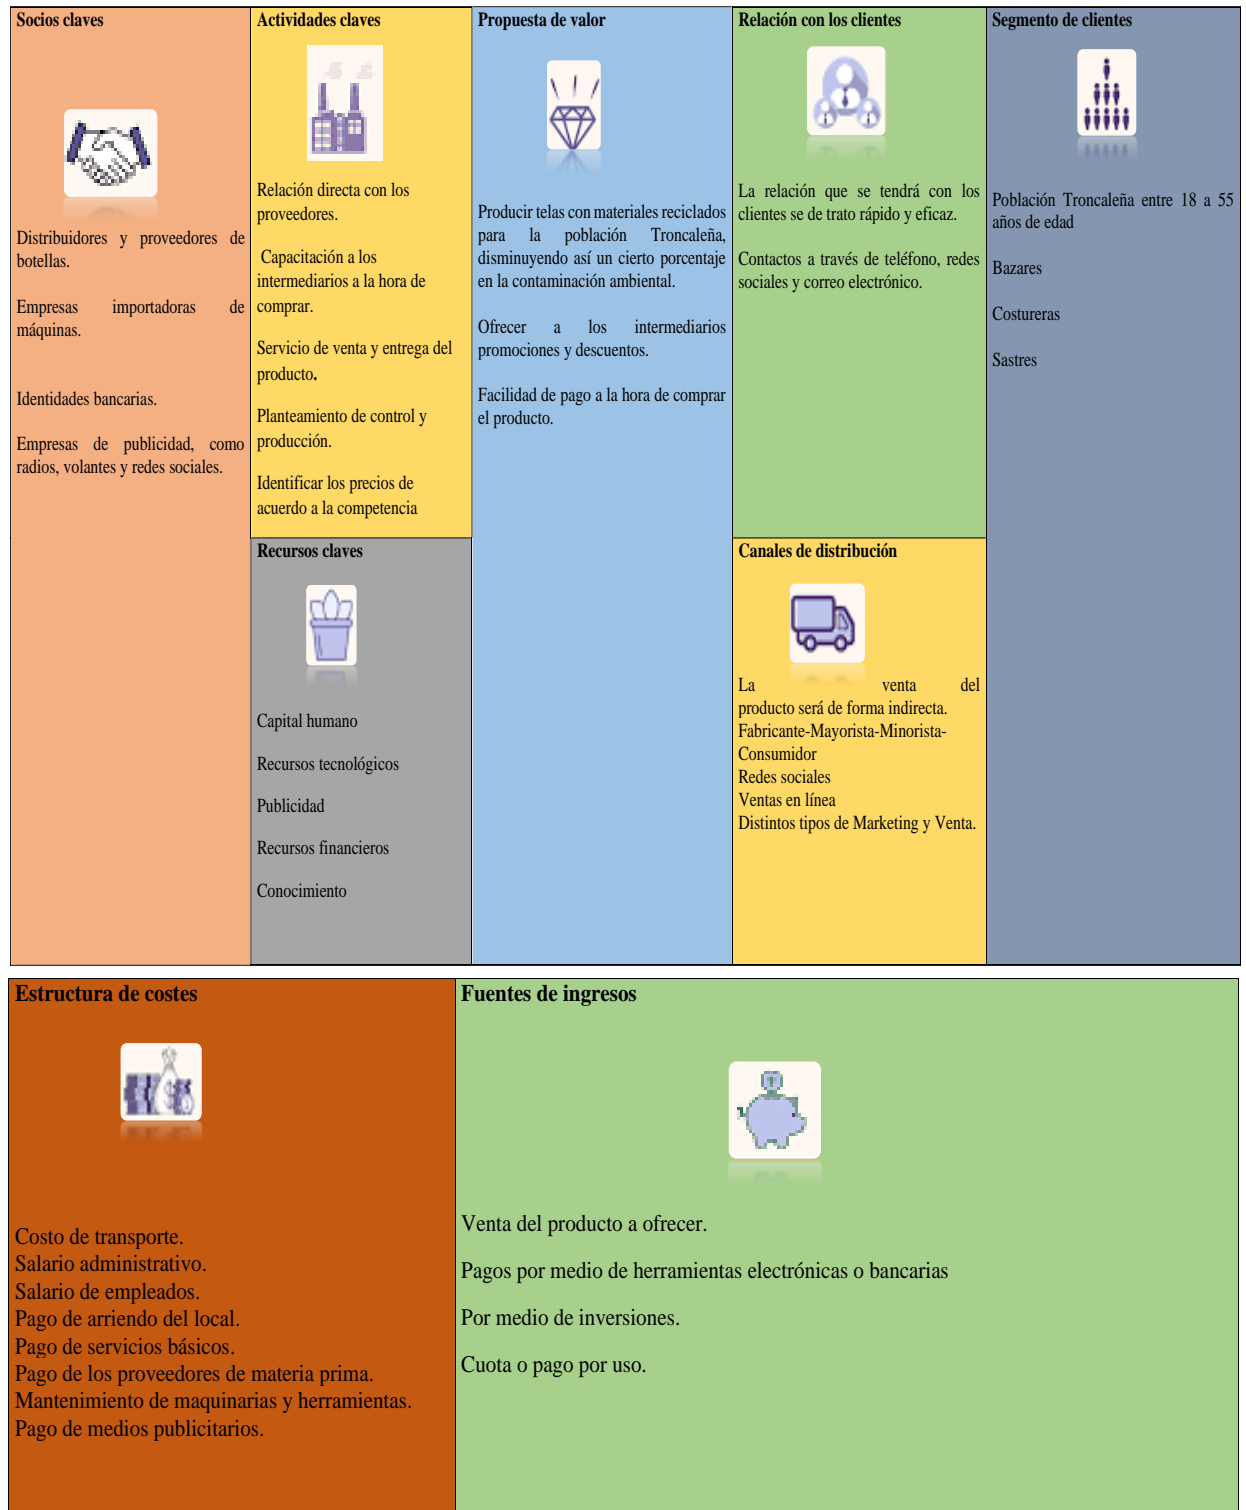 Socios claves
Distribuidores y proveedores de
botellas.
Empresas importadoras de
máquinas.
Identidades bancarias.
Empresas de publicidad, como
radios, volantes y redes sociales.
Actividades claves
Relación directa con los
proveedores.
Capacitación a los
intermediarios a la hora de
comprar.
Servicio de venta y entrega del
producto.
Planteamiento de control y
producción.
Identificar los precios de
acuerdo a la competencia
Recursos claves
Capital humano
Recursos tecnológicos
Publicidad
Recursos financieros
Conocimiento
Propuesta de valor
Producir telas con materiales reciclados
para la población Troncaleña,
disminuyendo así un cierto porcentaje
en la contaminación ambiental.
Ofrecer a los intermediarios
promociones y descuentos.
Facilidad de pago a la hora de comprar
el producto.
Relación con los clientes
La relación que se tendrá con los
clientes se de trato rápido y eficaz.
Contactos a través de teléfono, redes
sociales y correo electrónico.
Canales de distribución
La venta del
producto será de forma indirecta.
Fabricante-Mayorista-Minorista-
Consumidor
Redes sociales
Ventas en línea
Distintos tipos de Marketing y Venta.
Segmento de clientes
Población Troncaleña entre 18 a 55
años de edad
Bazares
Costureras
Sastres
Estructura de costes
Costo de transporte.
Salario administrativo.
Salario de empleados.
Pago de arriendo del local.
Pago de servicios básicos.
Pago de los proveedores de materia prima.
Mantenimiento de maquinarias y herramientas.
Pago de medios publicitarios.
Fuentes de ingresos
Venta del producto a ofrecer.
Pagos por medio de herramientas electrónicas o bancarias
Por medio de inversiones.
Cuota o pago por uso.